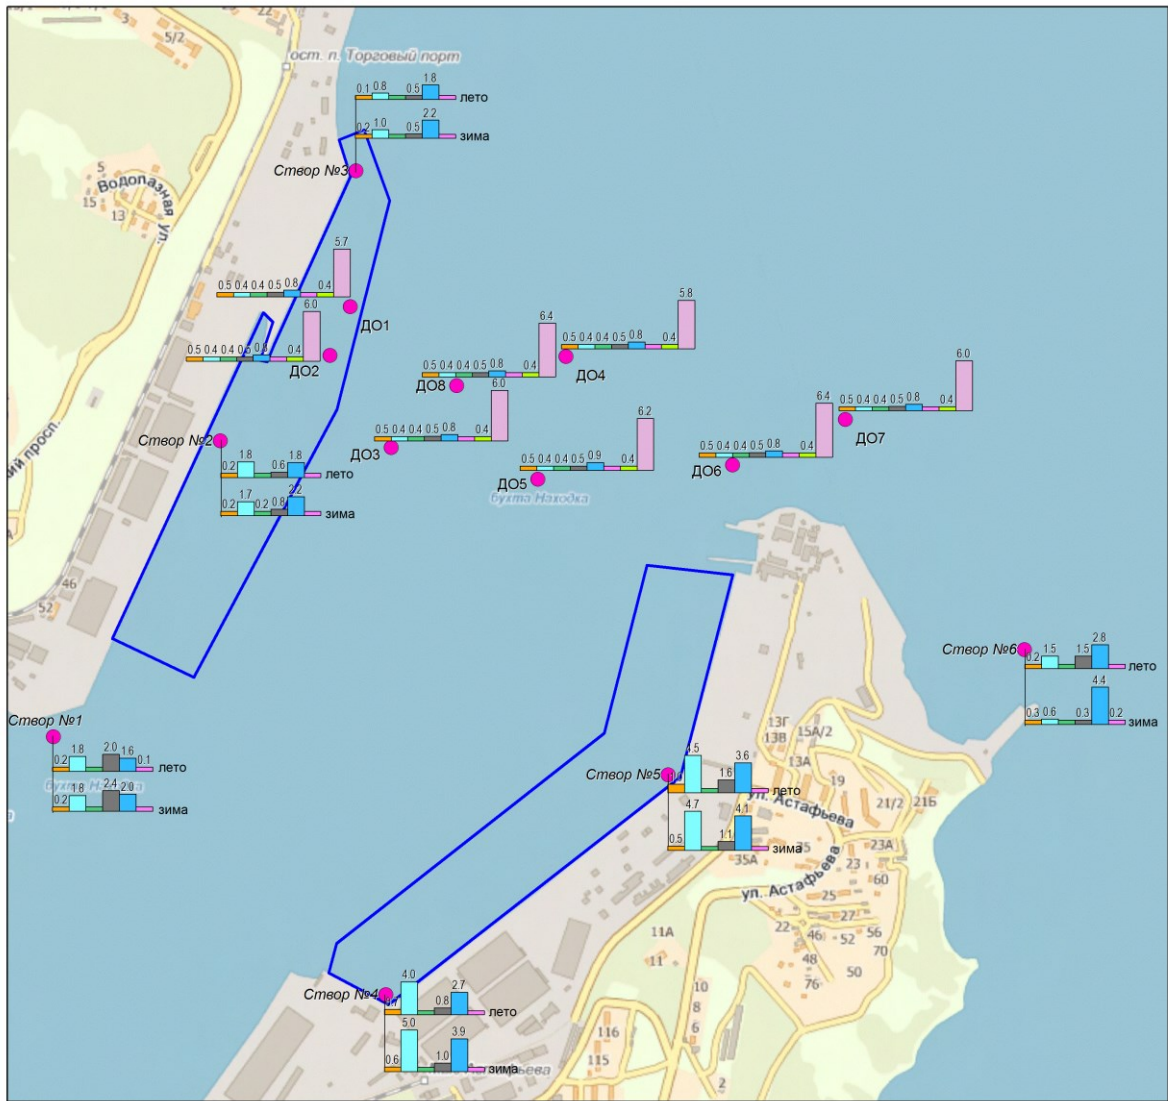 5/2
3
22
ост. п. Торговый порт
0.1 0.8 0.5 1.8
лето
0.2 1.0 0.5 2.2
зима
Створ №3
5
Водолазная ул.
15
13
5.7
0.5 0.4 0.4 0.5 0.8 0.4
ДО1
6.0
0.5 0.4 0.4 0.5 0.8 0.4
ДО2
5.8
0.5 0.4 0.4 0.5 0.8 0.4
ДО4
6.4
0.5 0.4 0.4 0.5 0.8 0.4
ДО8
6.0
0.5 0.4 0.4 0.5 0.8 0.4
ДО7
6.0
0.5 0.4 0.4 0.5 0.8 0.4
ДО3
6.4
0.5 0.4 0.4 0.5 0.8 0.4
ДО6
6.2
0.5 0.4 0.4 0.5 0.9 0.4
ДО5
бухта Находка
кий просп.
Створ №2
0.2 1.8 0.6 1.8
лето
0.2 1.7 0.2 0.8 2.2
зима
46
52
Створ №1
0.2 1.8 2.0 1.6 0.1
лето
0.2 1.8 2.4 2.0
зима
Створ №6
0.2 1.5 1.5 2.8
лето
0.3 0.6 0.3 4.4 0.2
зима
13Г
13В
15А/2
13А
19
21/2
21Б
Створ №5
4.5 1.6 3.6
лето
0.5 4.7 1.1 4.1
зима
ул. Астафьева
35А
35
23А
23
60
ул. Астафьева
25
27
22
46
52
56
70
48
50
76
11А
11
10
8
6
2
116
115
Створ №4
4.0 0.8 2.7
лето
0.6 5.0 1.0 3.9
зима